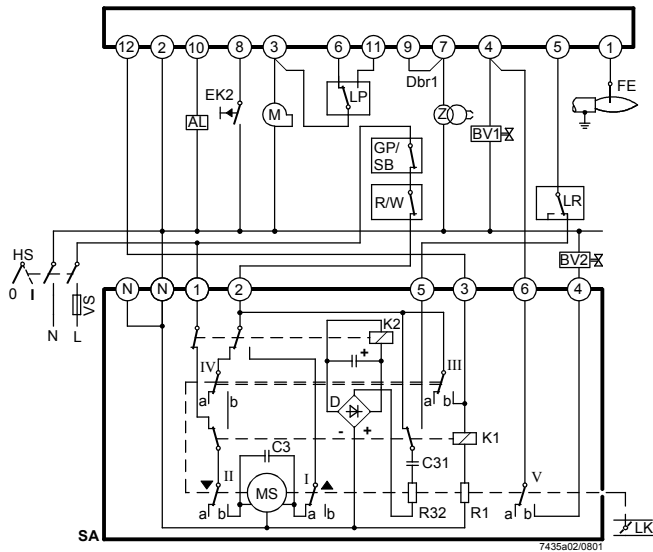 12 2 10 8 3 6 11 9 7 4 5 1
Dbr1
FE
EK2
LP
AL
M
Z
BV1
GP/
SB
R/W
LR
HS
0 I
VS
N L
BV2
N N 1 2 5 3 6 4
K2
+
IV
III
a b
a b
D
- +
K1
C3
C31
II
I
V
MS
a b
a b
R32
R1
a b
LK
SA
7435a02/0801